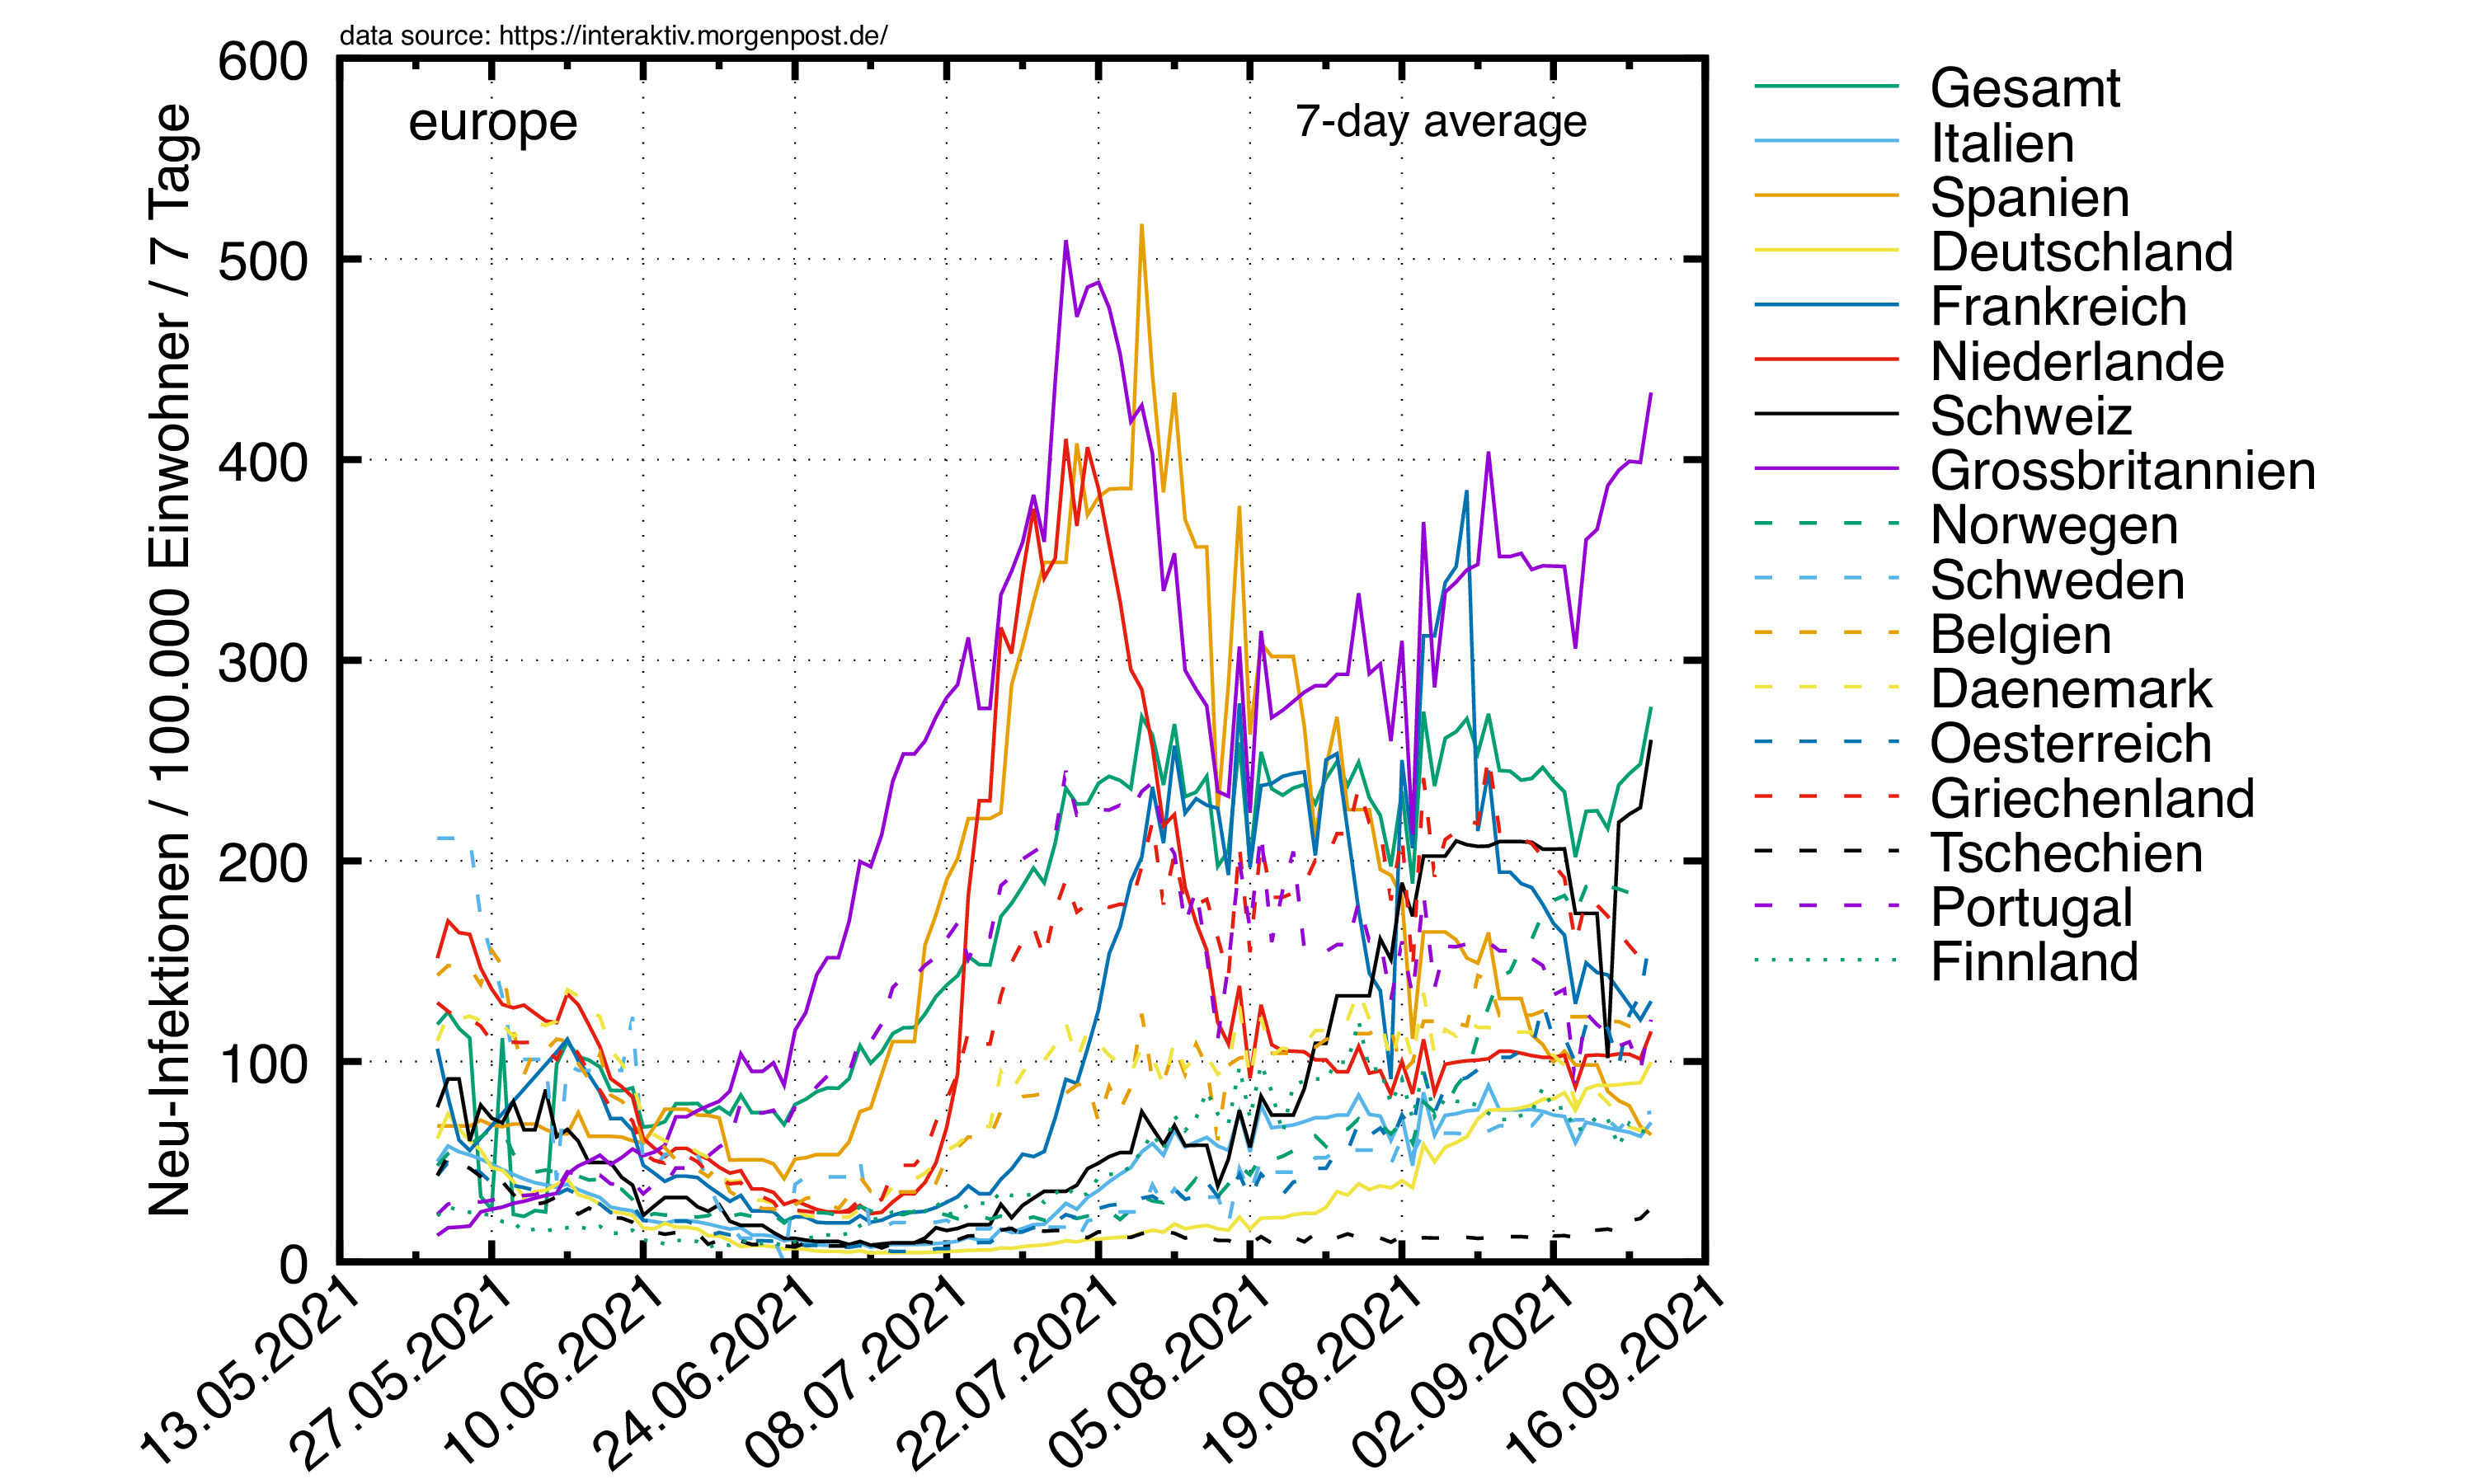 data source: https://interaktiv.morgenpost.de/
europe
7-day average
Neu-Infektionen / 100.000 Einwohner / 7 Tage
600
500
400
300
200
100
0
13.05.2021
27.05.2021
10.06.2021
24.06.2021
08.07.2021
22.07.2021
05.08.2021
19.08.2021
02.09.2021
16.09.2021
Gesamt
Italien
Spanien
Deutschland
Frankreich
Niederlande
Schweiz
Grossbritannien
Norwegen
Schweden
Belgien
Daenemark
Oesterreich
Griechenland
Tschechien
Portugal
Finnland